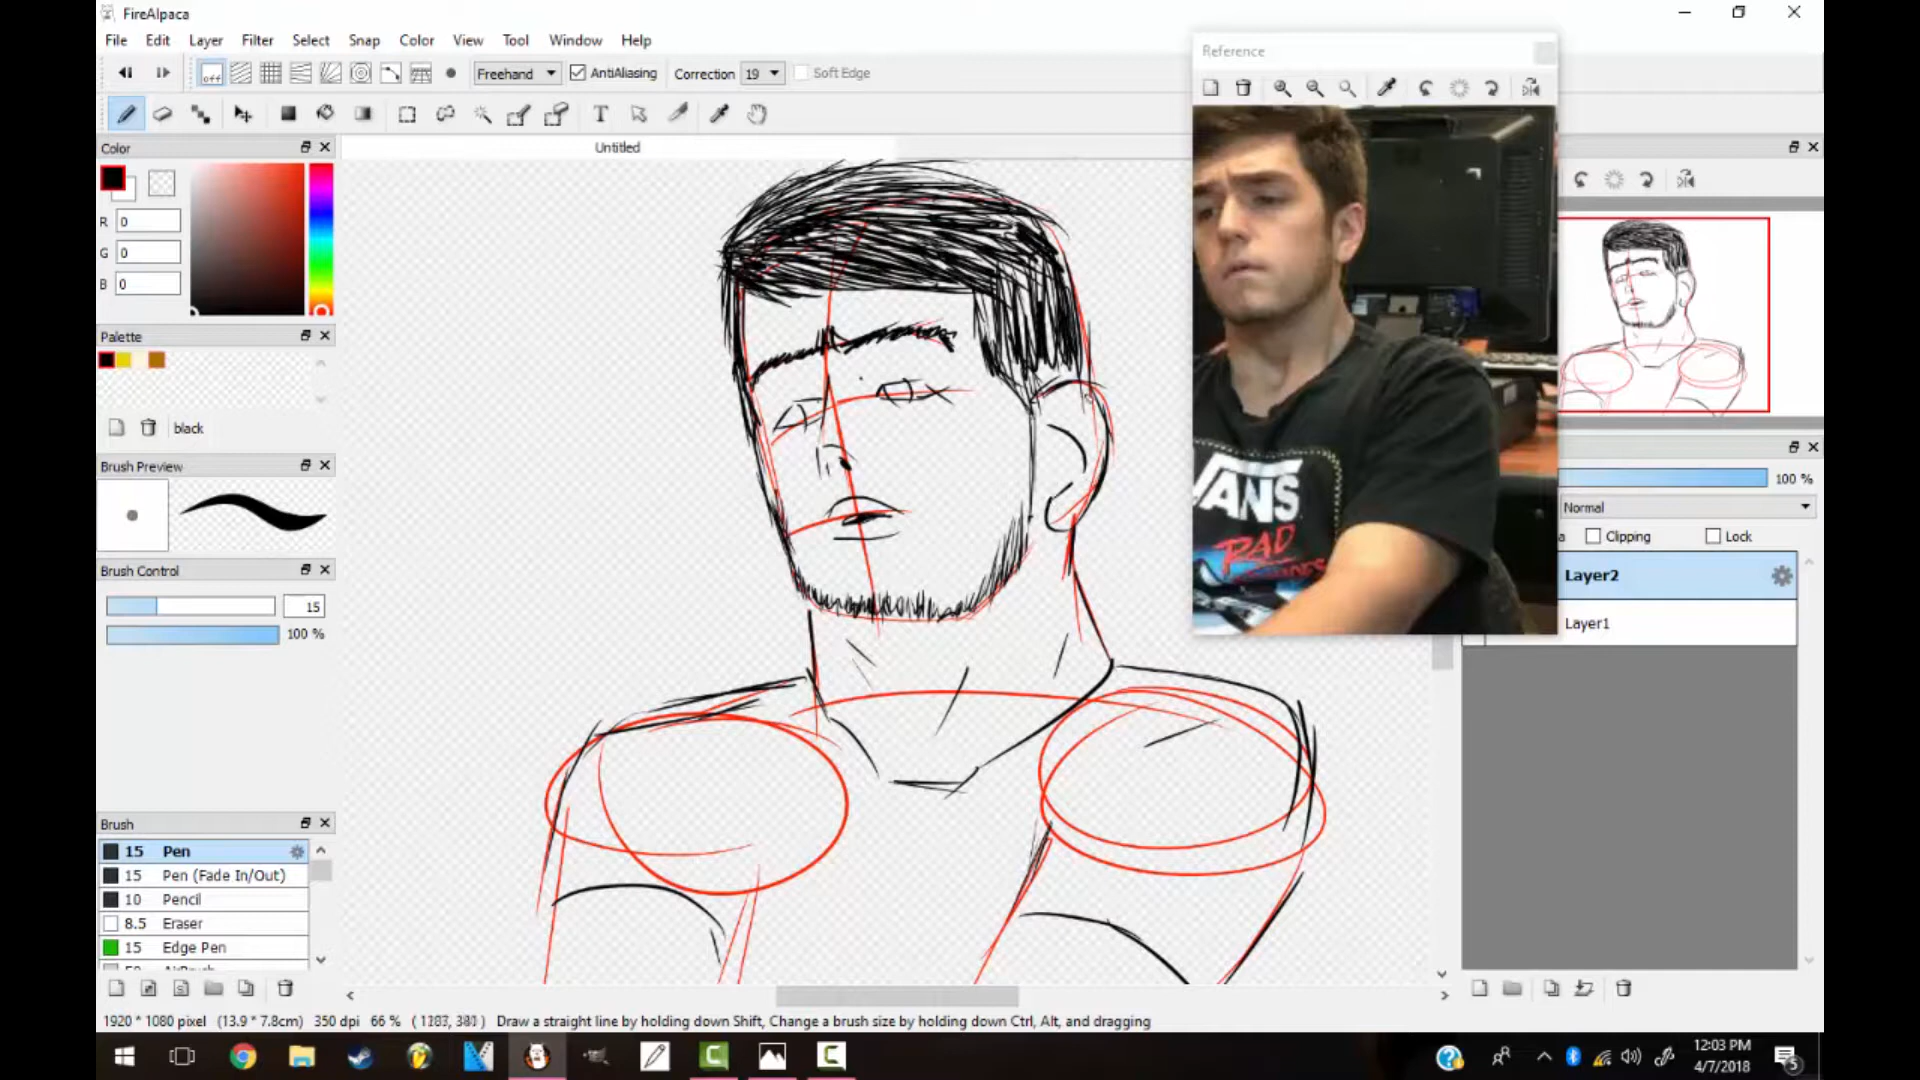 FireAlpaca
File Edit Layer Filter Select Snap Color View Tool Window Help
off Freehand AntiAliasing Correction 19 Soft Edge
Reference
Untitled
Color
R 0
G 0
B 0
Palette
black
Brush Preview
Brush Control
15
100 %
Brush
15 Pen
15 Pen (Fade In/Out)
10 Pencil
8.5 Eraser
15 Edge Pen
VANS
RAD
100 %
Normal
Clipping Lock
Layer2
Layer1
1920 * 1080 pixel (13.9 * 7.8cm) 350 dpi 66 % Draw a straight line by holding down Shift, Change a brush size by holding down Ctrl, Alt, and dragging
12:03 PM
4/7/2018
5